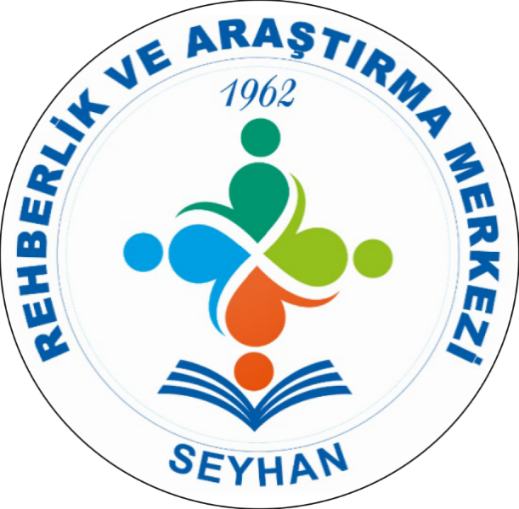 REHBERLİK VE ARAŞTIRMA MERKEZİ
1962
SEYHAN